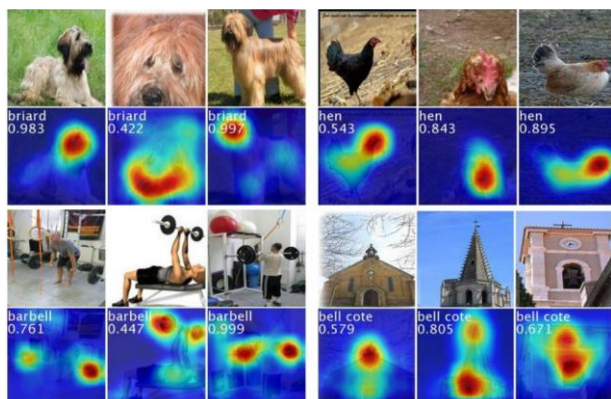 briard
0.983
briard
0.422
briard
0.997
hen
0.543
hen
0.843
hen
0.895
barbell
0.761
barbell
0.447
barbell
0.999
bell cote
0.579
bell cote
0.805
bell cote
0.671